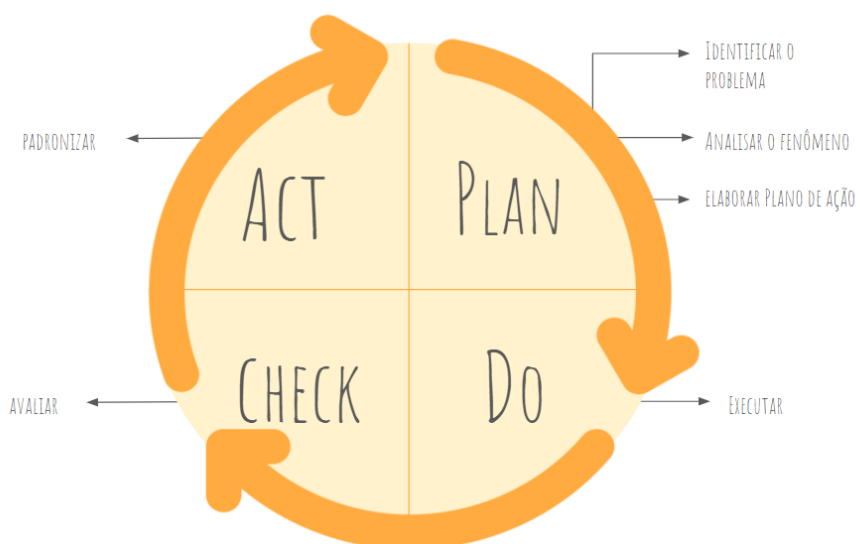 Identificar o
problema
Analisar o fenômeno
elaborar Plano de ação
padronizar
Act
Plan
Check
Do
avaliar
Executar